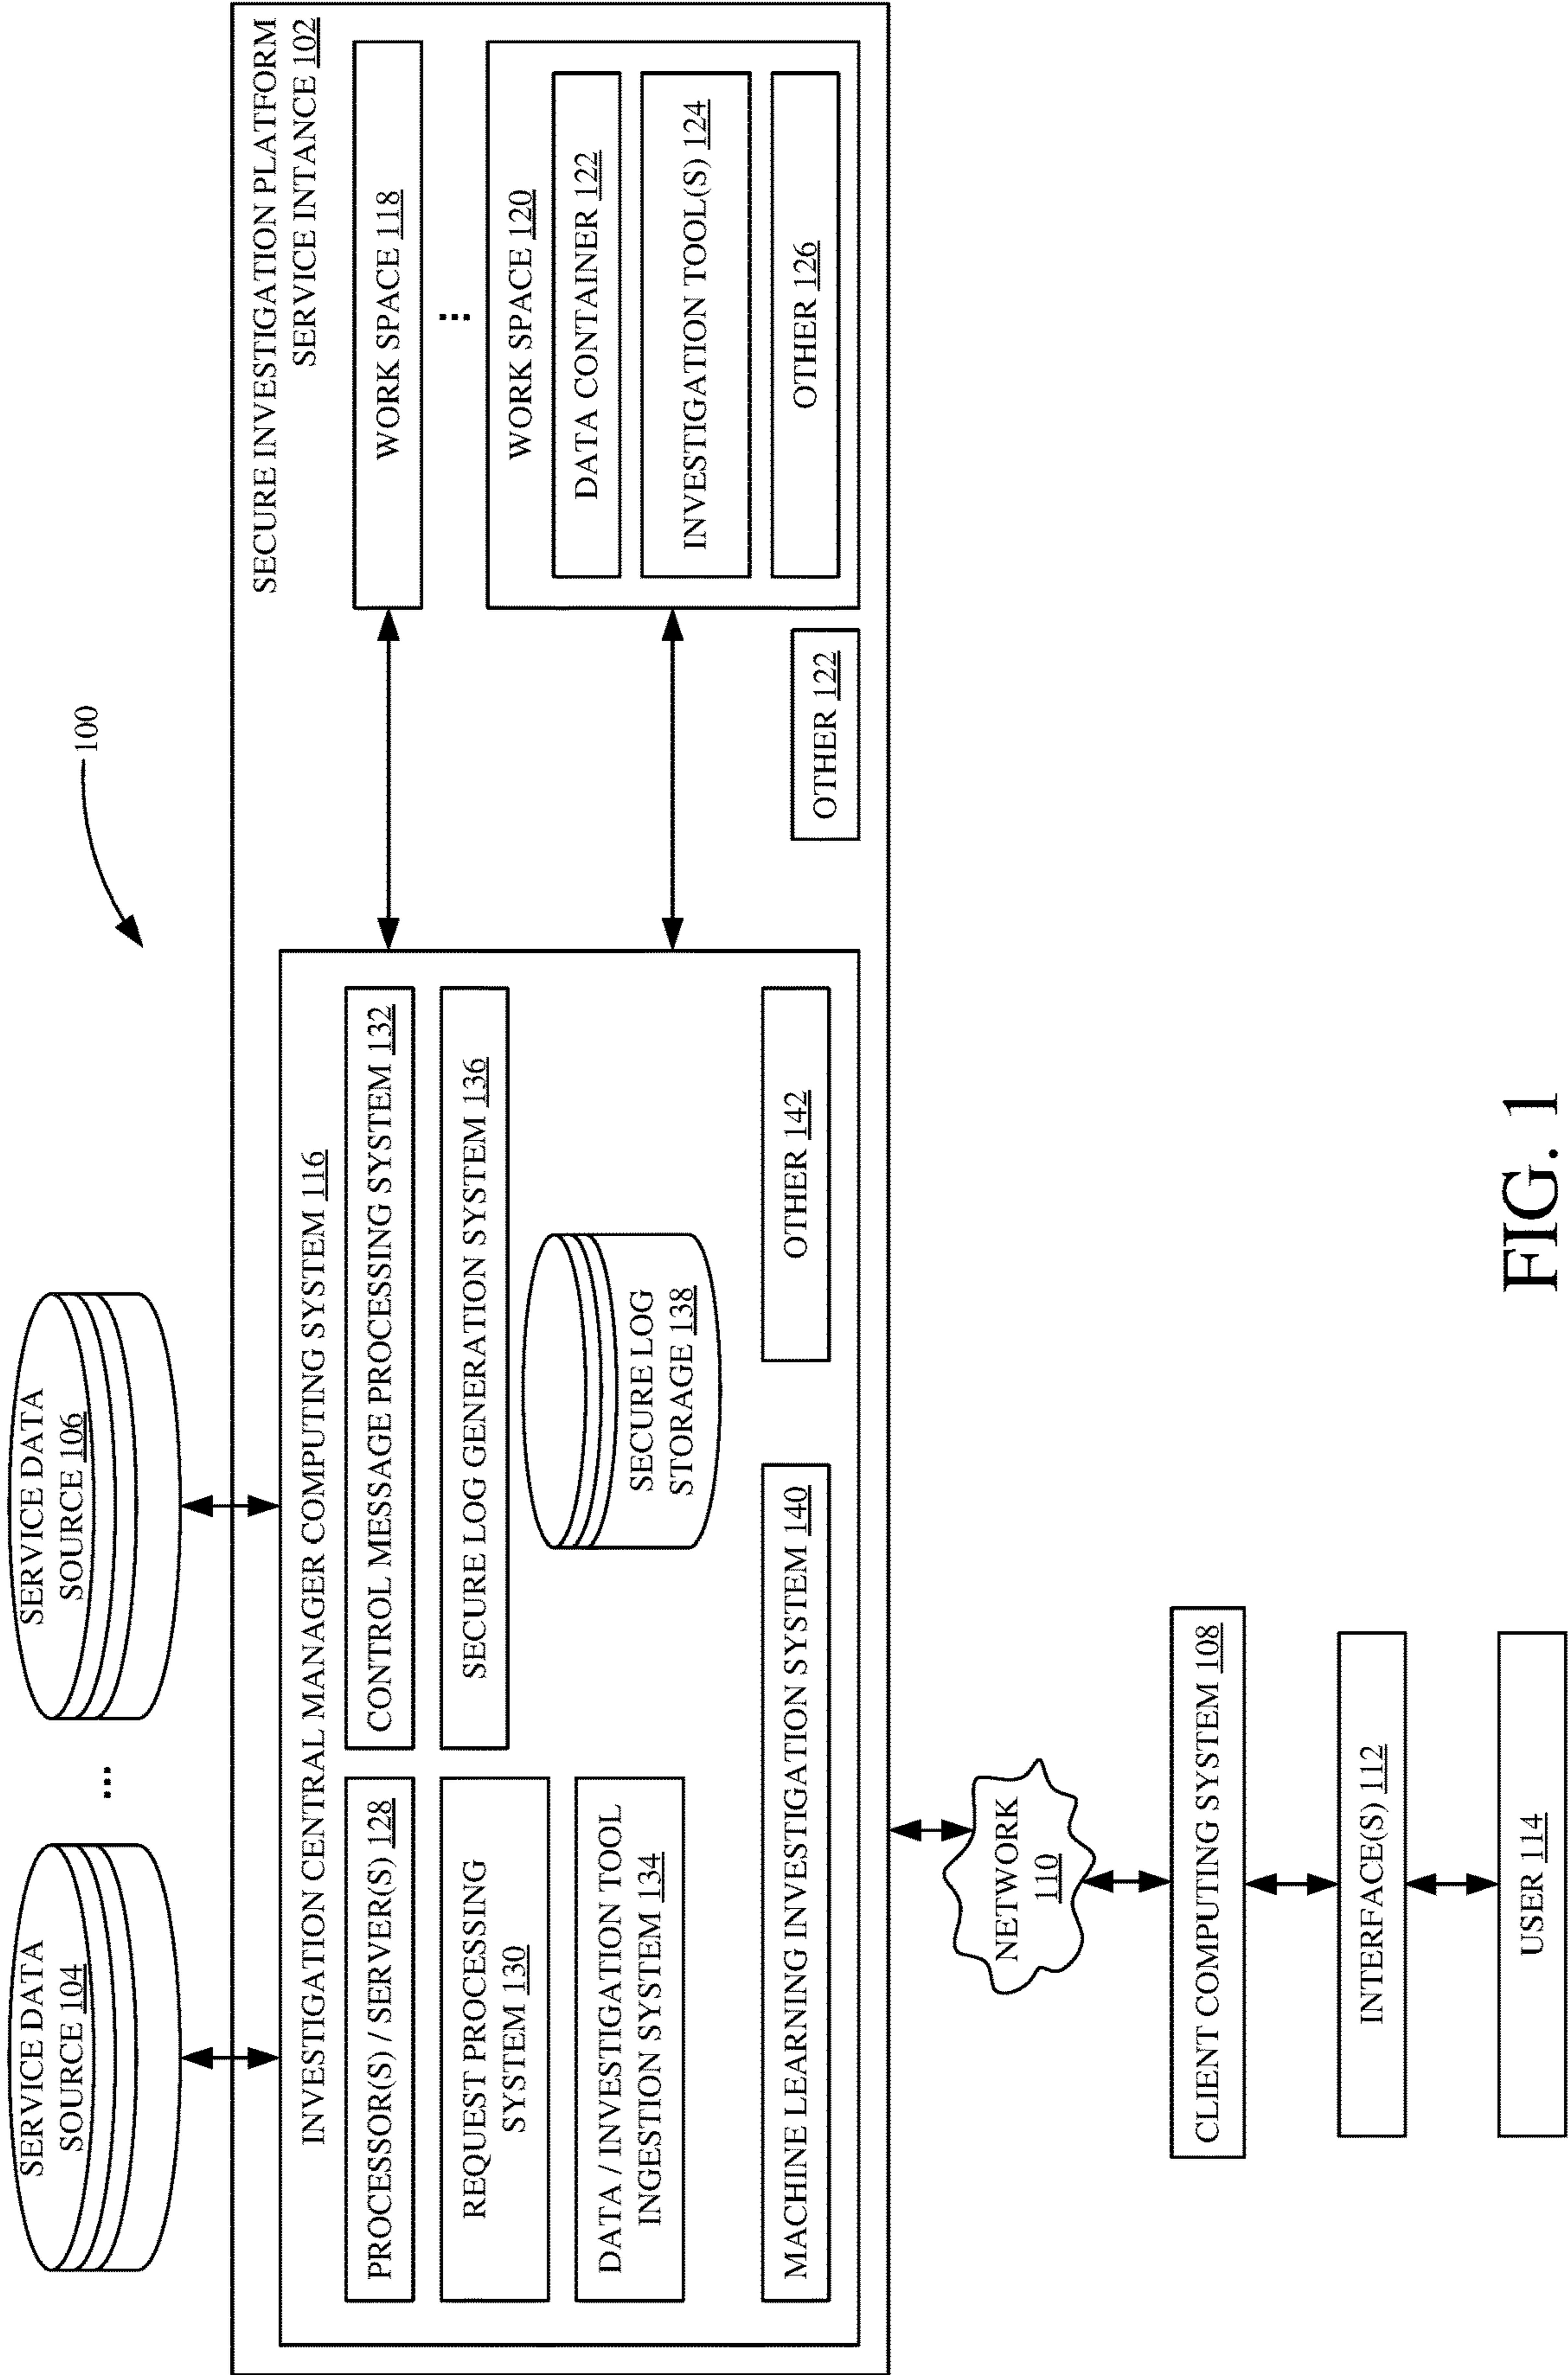 100
SERVICE DATA
SOURCE 104
...
SERVICE DATA
SOURCE 106
SECURE INVESTIGATION PLATFORM
SERVICE INTANCE 102
INVESTIGATION CENTRAL MANAGER COMPUTING SYSTEM 116
PROCESSOR(S) / SERVER(S) 128
CONTROL MESSAGE PROCESSING SYSTEM 132
REQUEST PROCESSING
SYSTEM 130
SECURE LOG GENERATION SYSTEM 136
DATA / INVESTIGATION TOOL
INGESTION SYSTEM 134
SECURE LOG
STORAGE 138
MACHINE LEARNING INVESTIGATION SYSTEM 140
OTHER 142
WORK SPACE 118
...
WORK SPACE 120
DATA CONTAINER 122
INVESTIGATION TOOL(S) 124
OTHER 126
OTHER 122
NETWORK
110
CLIENT COMPUTING SYSTEM 108
INTERFACE(S) 112
USER 114
FIG. 1